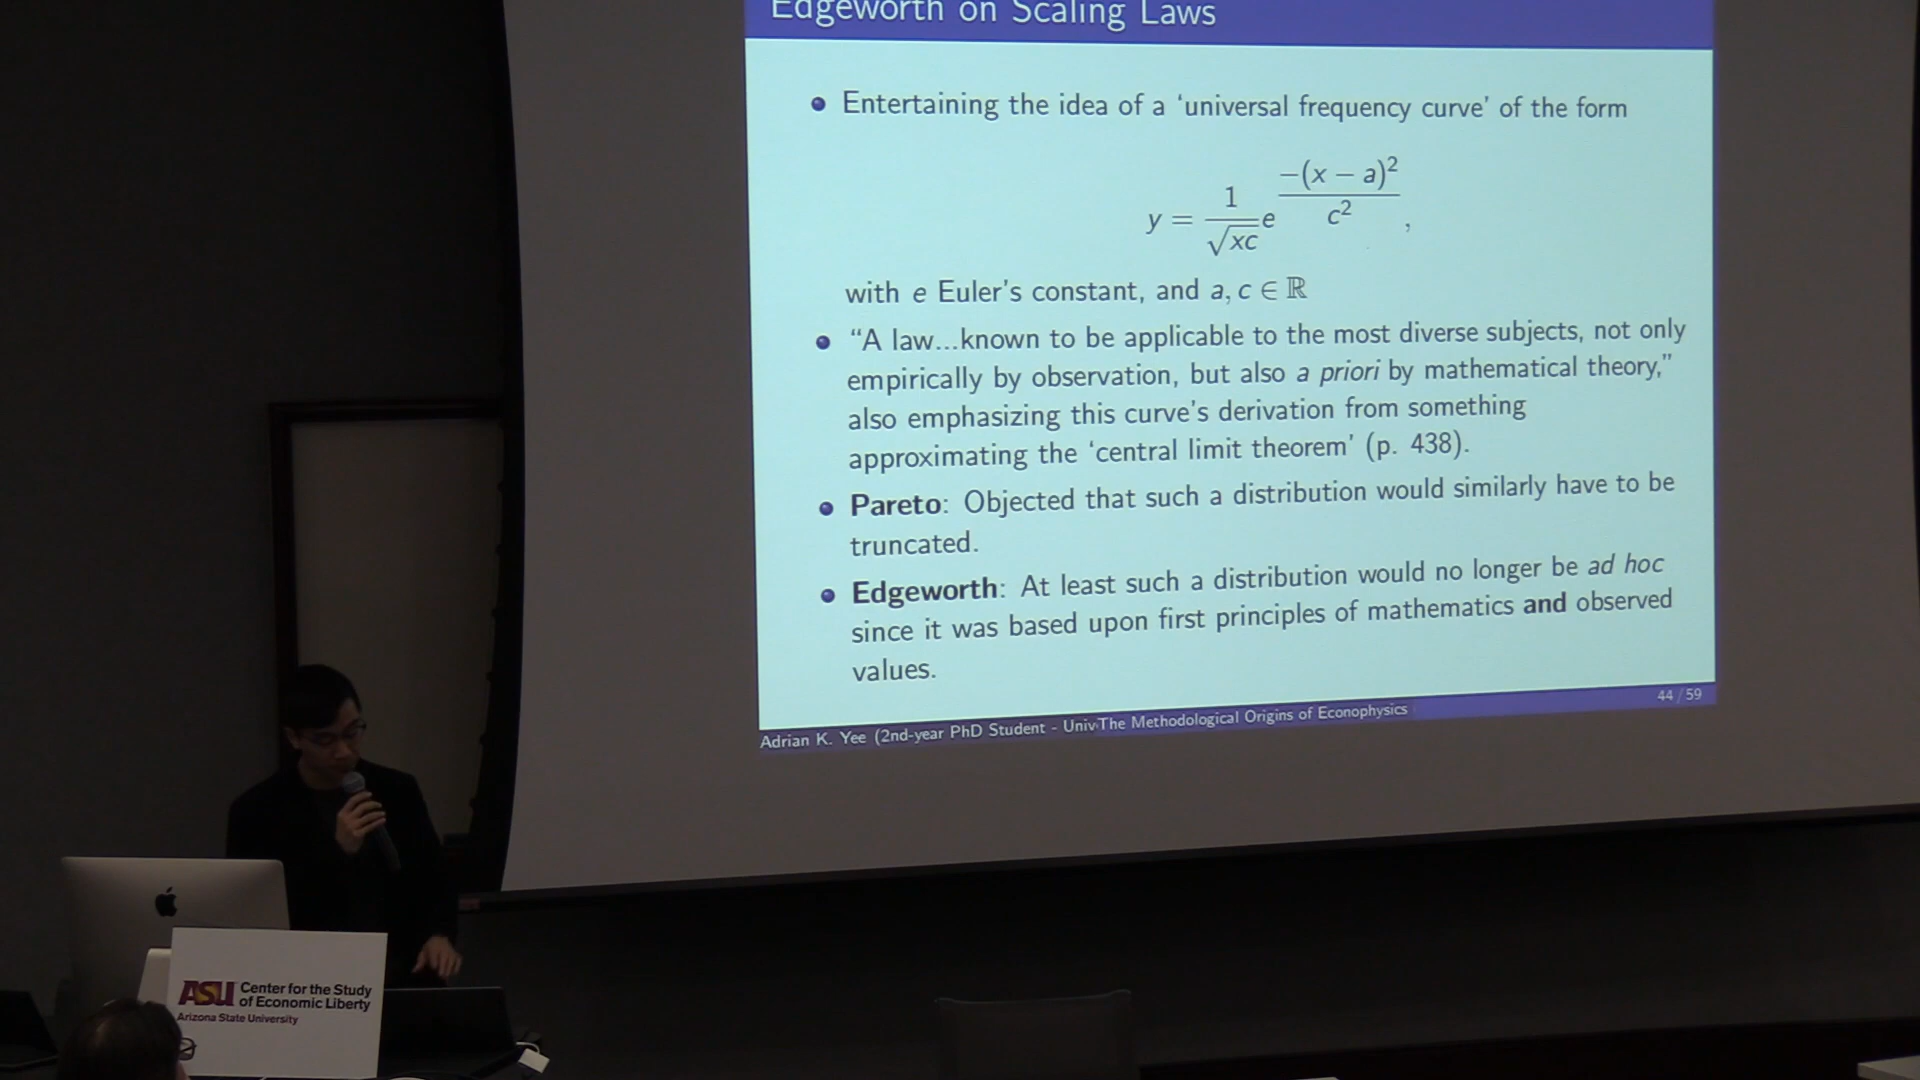 Edgeworth on Scaling Laws
Entertaining the idea of a ‘universal frequency curve’ of the form
y = 1/√xc e^(−(x − a)²/c²),
with e Euler’s constant, and a, c ∈ ℝ
“A law...known to be applicable to the most diverse subjects, not only
empirically by observation, but also a priori by mathematical theory,”
also emphasizing this curve’s derivation from something
approximating the ‘central limit theorem’ (p. 438).
Pareto: Objected that such a distribution would similarly have to be
truncated.
Edgeworth: At least such a distribution would no longer be ad hoc
since it was based upon first principles of mathematics and observed
values.
44 / 59
Adrian K. Yee (2nd-year PhD Student - Univ The Methodological Origins of Econophysics
ASU Center for the Study
of Economic Liberty
Arizona State University